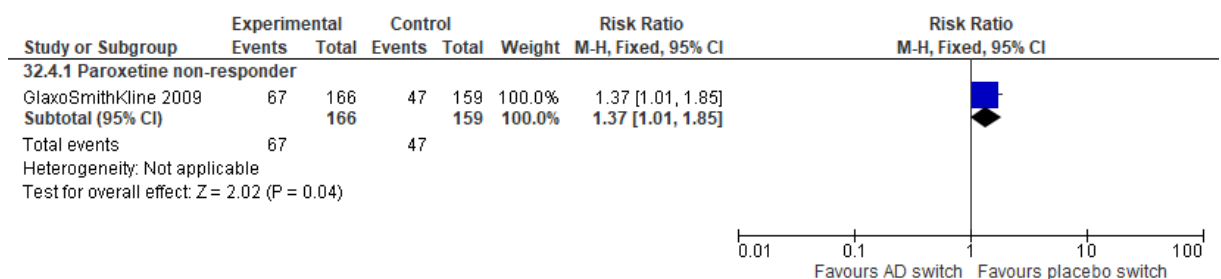 Experimental Control Risk Ratio Risk Ratio
Study or Subgroup Events Total Events Total Weight M-H, Fixed, 95% CI M-H, Fixed, 95% CI
32.4.1 Paroxetine non-responder
GlaxoSmithKline 2009 67 166 47 159 100.0% 1.37 [1.01, 1.85]
Subtotal (95% CI) 166 159 100.0% 1.37 [1.01, 1.85]
Total events 67 47
Heterogeneity: Not applicable
Test for overall effect: Z = 2.02 (P = 0.04)
0.01 0.1 1 10 100
Favours AD switch Favours placebo switch